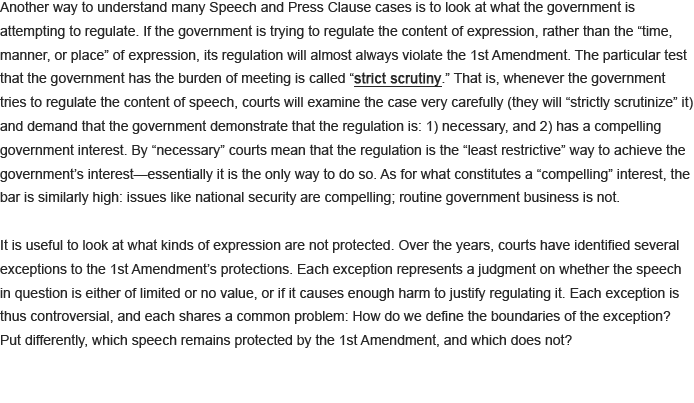 Another way to understand many Speech and Press Clause cases is to look at what the government is
attempting to regulate. If the government is trying to regulate the content of expression, rather than the “time,
manner, or place” of expression, its regulation will almost always violate the 1st Amendment. The particular test
that the government has the burden of meeting is called “strict scrutiny.” That is, whenever the government
tries to regulate the content of speech, courts will examine the case very carefully (they will “strictly scrutinize” it)
and demand that the government demonstrate that the regulation is: 1) necessary, and 2) has a compelling
government interest. By “necessary” courts mean that the regulation is the “least restrictive” way to achieve the
government’s interest—essentially it is the only way to do so. As for what constitutes a “compelling” interest, the
bar is similarly high: issues like national security are compelling; routine government business is not.
It is useful to look at what kinds of expression are not protected. Over the years, courts have identified several
exceptions to the 1st Amendment’s protections. Each exception represents a judgment on whether the speech
in question is either of limited or no value, or if it causes enough harm to justify regulating it. Each exception is
thus controversial, and each shares a common problem: How do we define the boundaries of the exception?
Put differently, which speech remains protected by the 1st Amendment, and which does not?